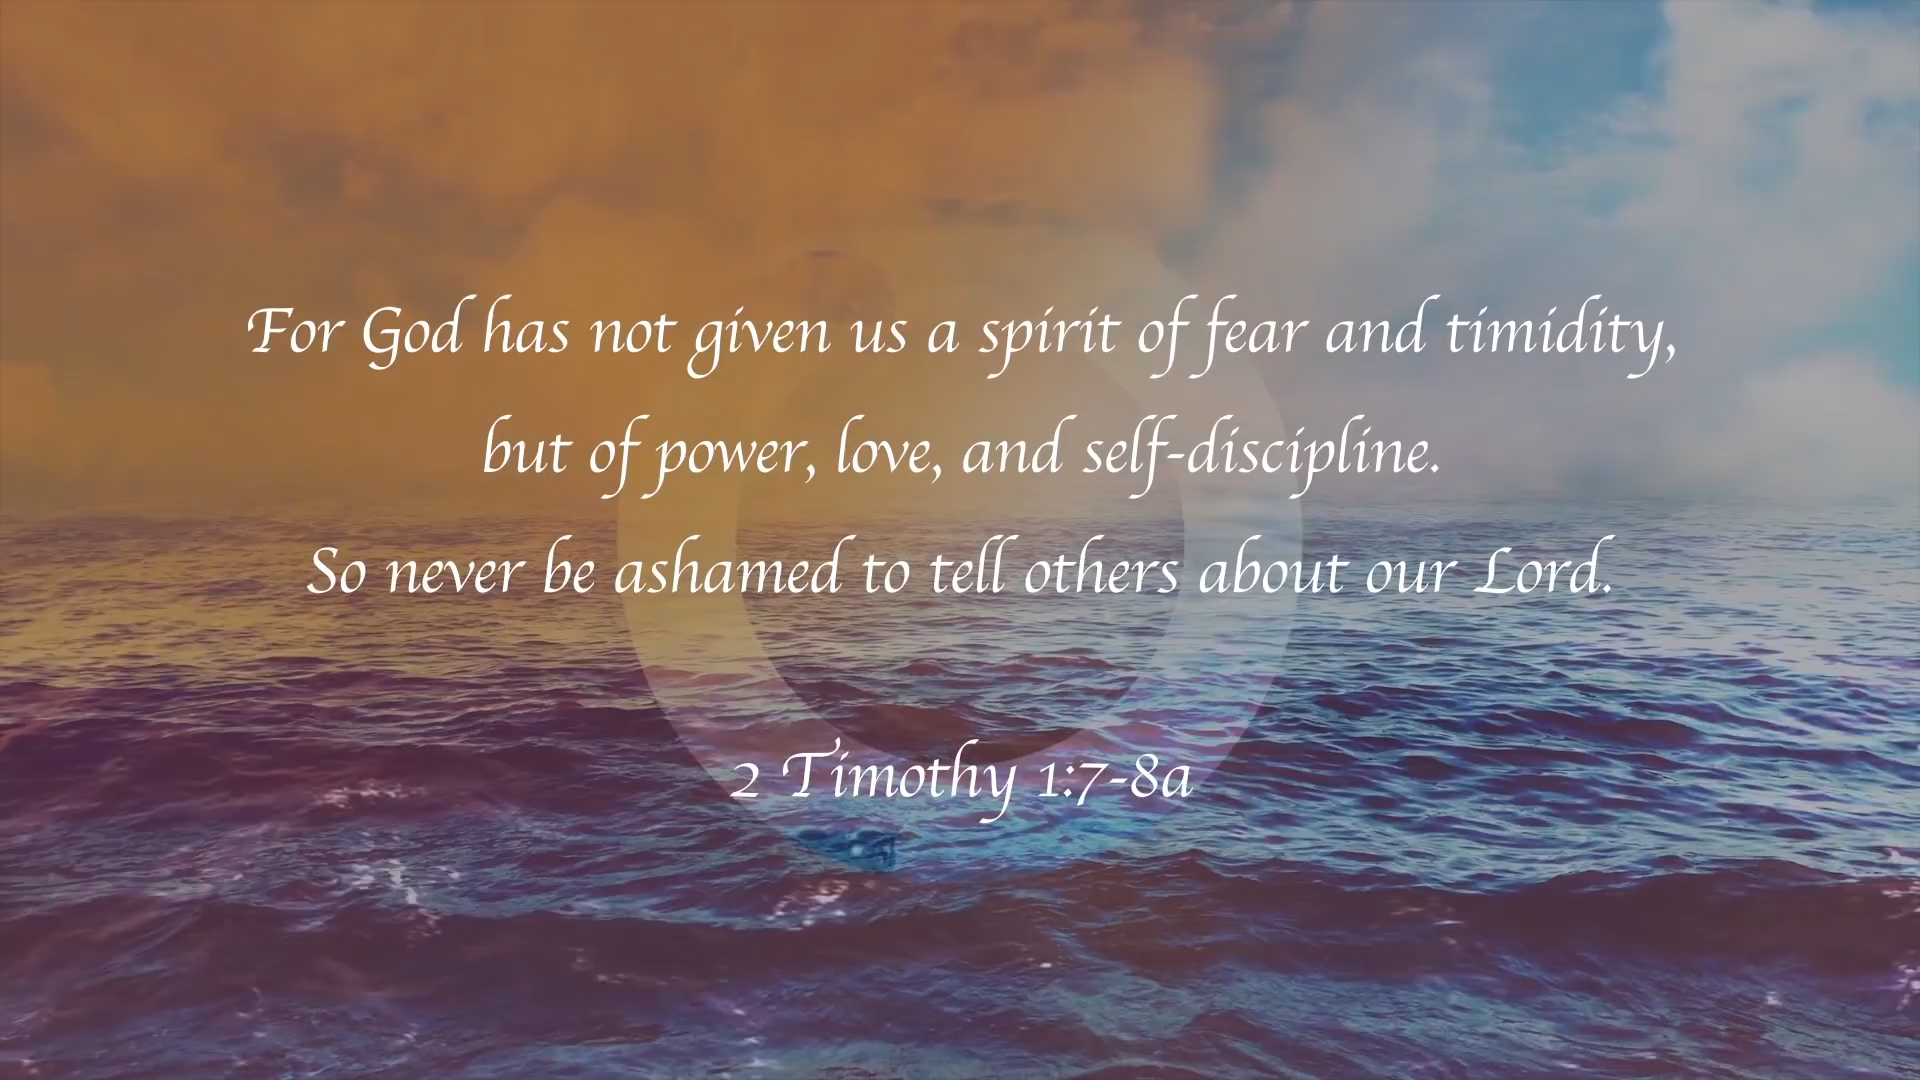 For God has not given us a spirit of fear and timidity,
but of power, love, and self-discipline.
So never be ashamed to tell others about our Lord.
2 Timothy 1:7-8a